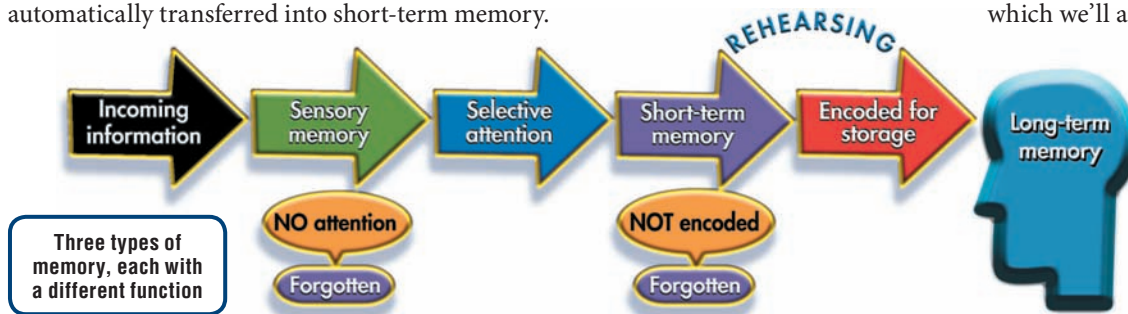 automatically transferred into short-term memory.
which we’ll a
REHEARSING
Incoming
information
Sensory
memory
Selective
attention
Short-term
memory
Encoded for
storage
Long-term
memory
NO attention
Forgotten
NOT encoded
Forgotten
Three types of
memory, each with
a different function